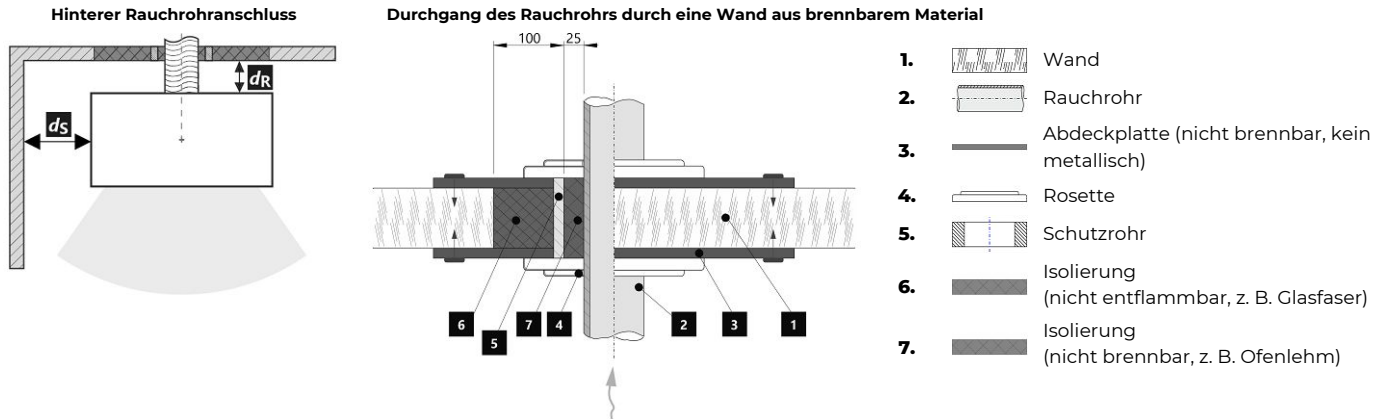 Hinterer Rauchrohranschluss
dR
dS
Durchgang des Rauchrohrs durch eine Wand aus brennbarem Material
100 25
6 5 7 4 2 3 1
1. Wand
2. Rauchrohr
3. Abdeckplatte (nicht brennbar, kein
metallisch)
4. Rosette
5. Schutzrohr
6. Isolierung
(nicht entflammbar, z. B. Glasfaser)
7. Isolierung
(nicht brennbar, z. B. Ofenlehm)